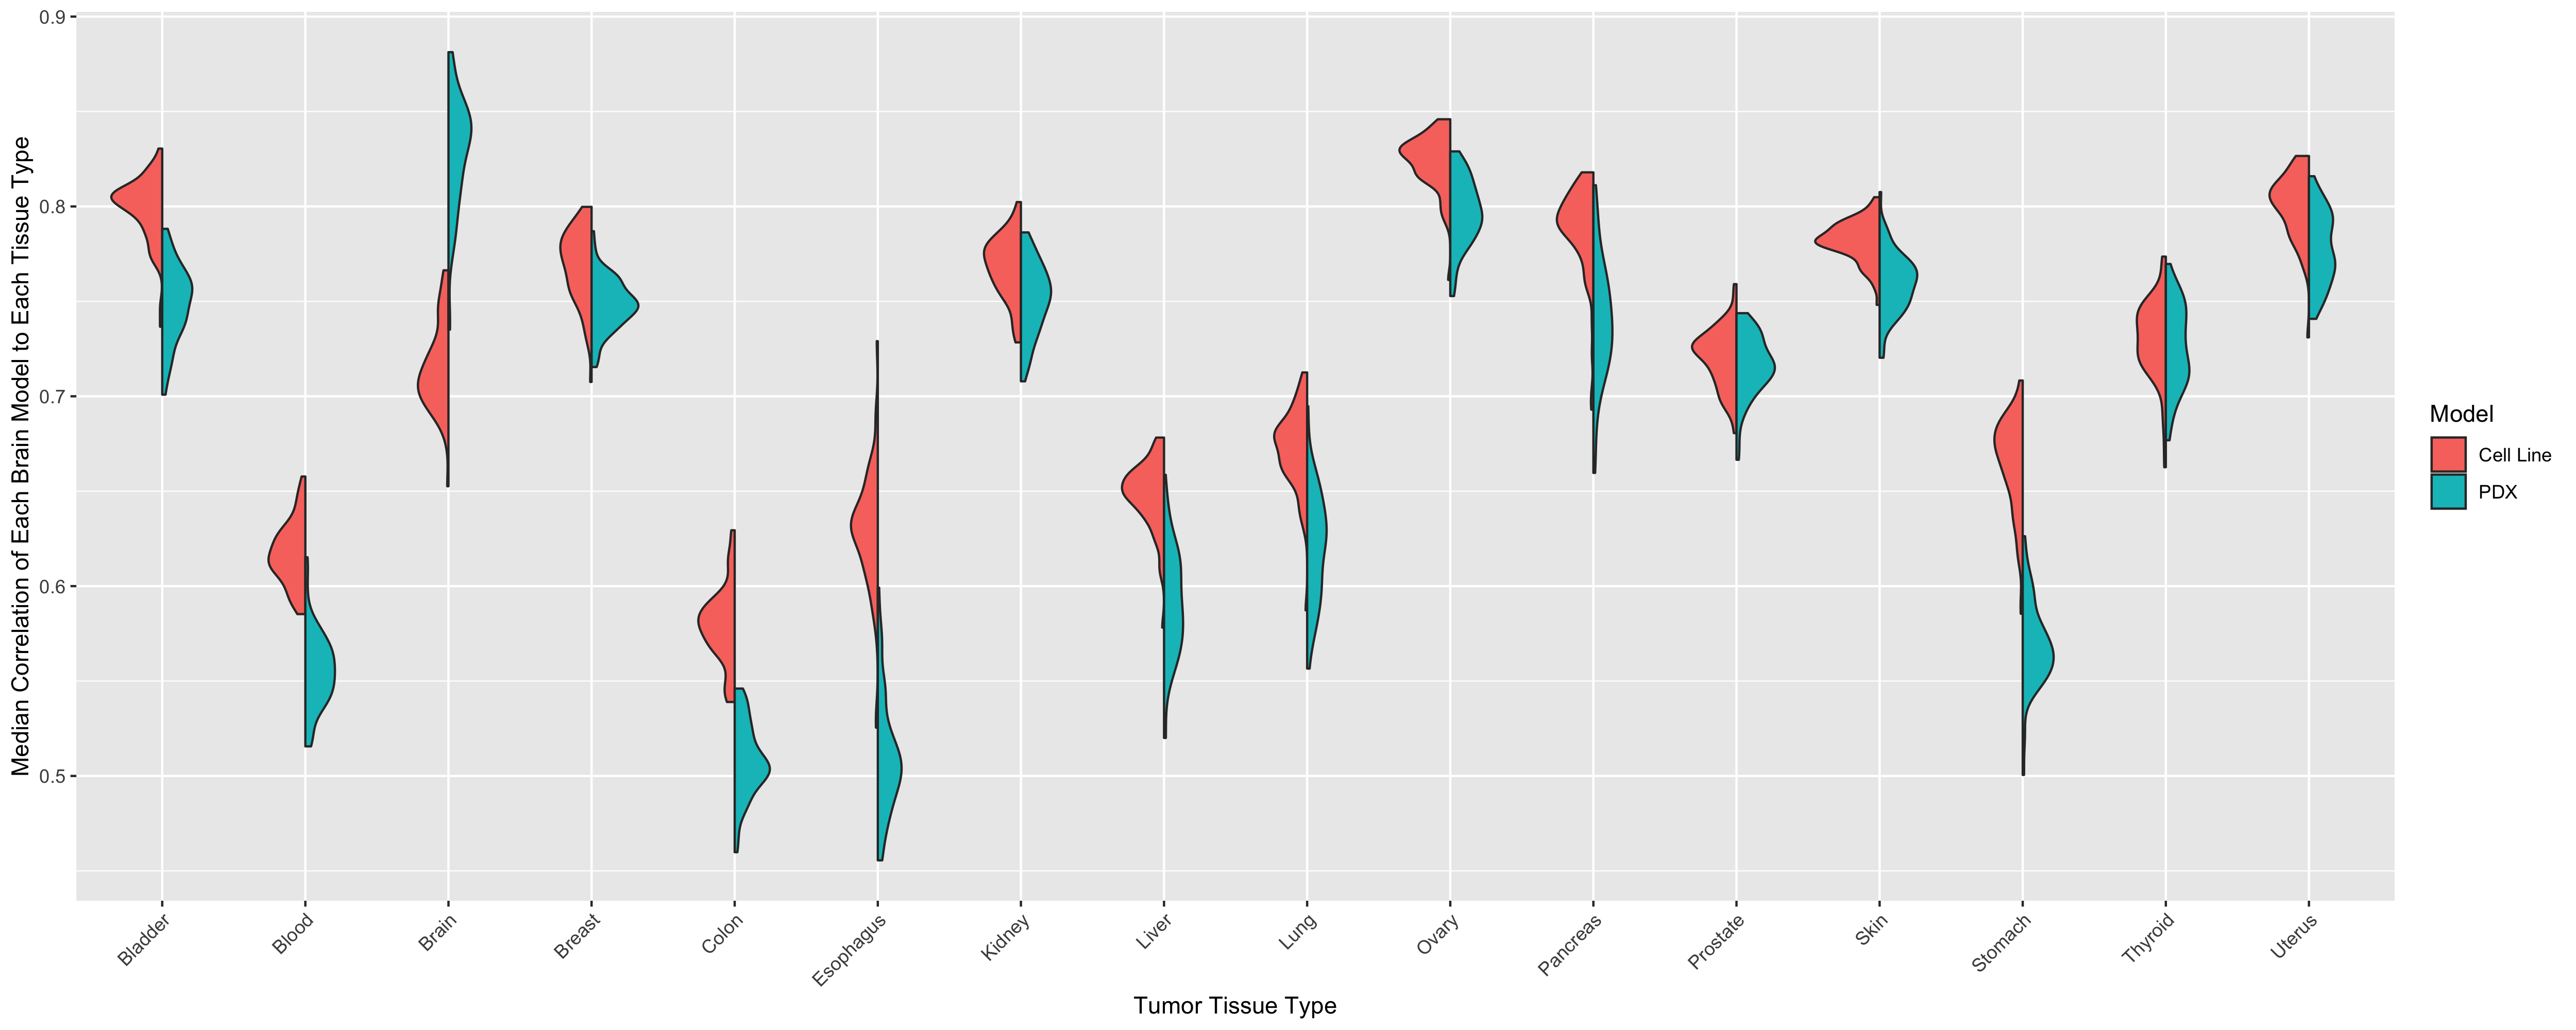 Median Correlation of Each Brain Model to Each Tissue Type
0.9
0.8
0.7
0.6
0.5
Bladder
Blood
Brain
Breast
Colon
Esophagus
Kidney
Liver
Lung
Ovary
Pancreas
Prostate
Skin
Stomach
Thyroid
Uterus
Tumor Tissue Type
Model
Cell Line
PDX